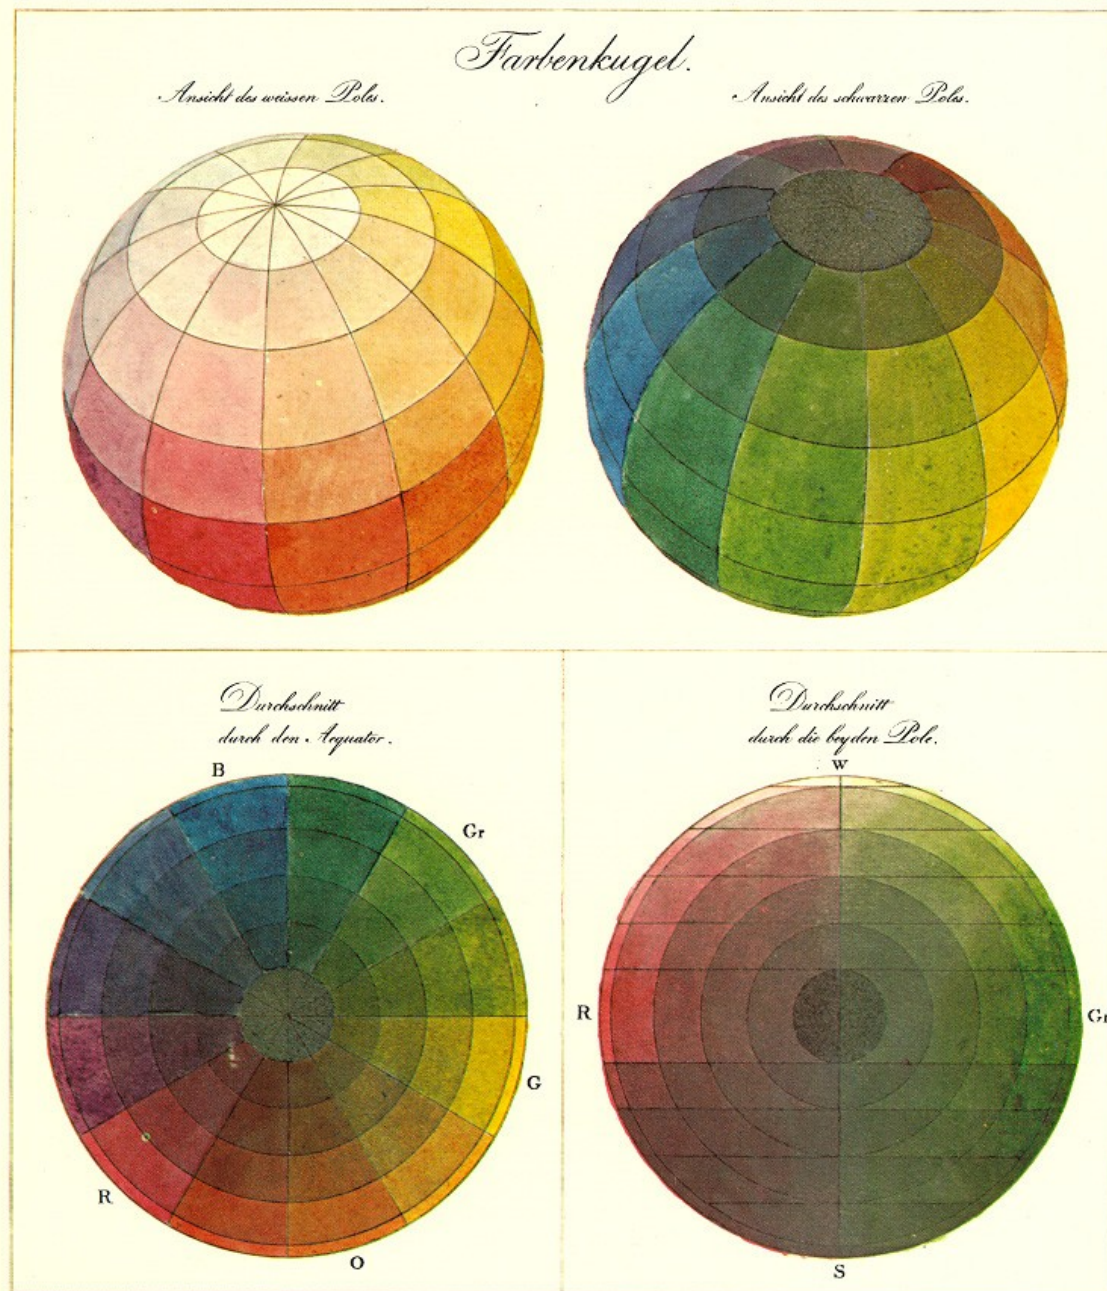 Farbenkugel.
Ansicht des weissen Poles.
Ansicht des schwarzen Poles.
Durchschnitt
durch den Aequator.
B
Gr
G
R
O
Durchschnitt
durch die beyden Pole.
W
R
Gr
S